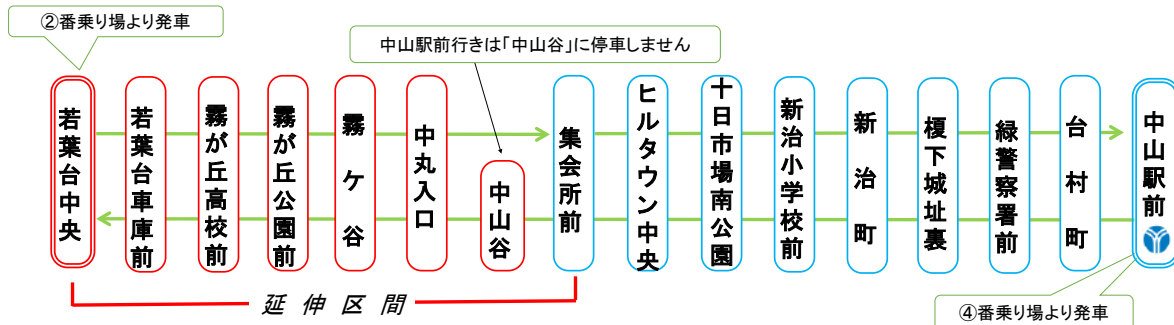 ②番乗り場より発車
中山駅前行きは「中山谷」に停車しません
若葉台中央
若葉台車庫前
霧が丘高校前
霧が丘公園前
霧ケ谷
中丸入口
中山谷
集会所前
ヒルタウン中央
十日市場南公園
新治小学校前
新治町
榎下城址裏
緑警察署前
台村町
中山駅前
延伸区間
④番乗り場より発車